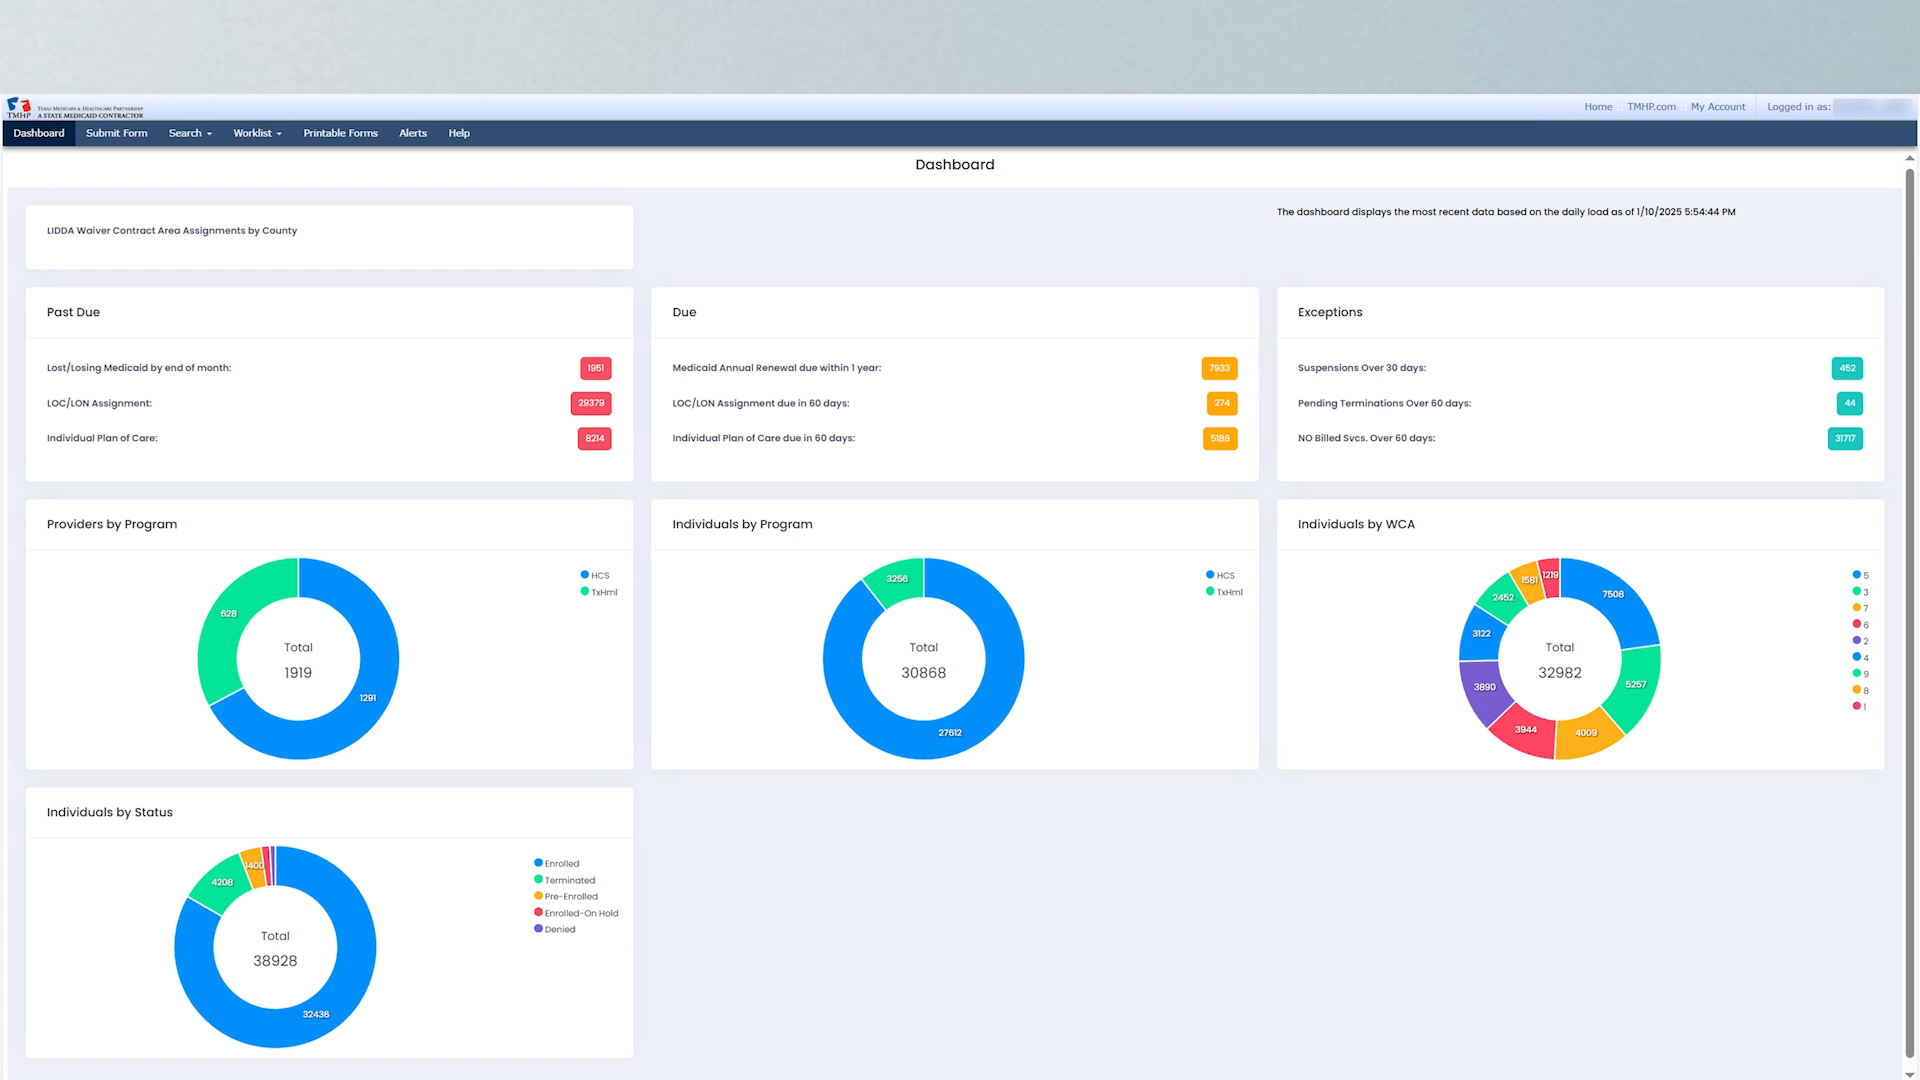 TMHP
TEXAS MEDICAID & HEALTHCARE PARTNERSHIP
A STATE MEDICAID CONTRACTOR
Home TMHP.com My Account Logged in as:
Dashboard Submit Form Search Worklist Printable Forms Alerts Help
Dashboard
LIDDA Waiver Contract Area Assignments by County
The dashboard displays the most recent data based on the daily load as of 1/10/2025 5:54:44 PM
Past Due
Lost/Losing Medicaid by end of month: 1951
LOC/LON Assignment: 29379
Individual Plan of Care: 8214
Due
Medicaid Annual Renewal due within 1 year: 7933
LOC/LON Assignment due in 60 days: 274
Individual Plan of Care due in 60 days: 5188
Exceptions
Suspensions Over 30 days: 452
Pending Terminations Over 60 days: 44
NO Billed Svcs. Over 60 days: 31717
Providers by Program
628
1291
Total
1919
HCS
TxHml
Individuals by Program
3256
27612
Total
30868
HCS
TxHml
Individuals by WCA
7508
5257
4009
3944
3890
3122
2452
1581
1219
Total
32982
5
3
7
6
2
4
9
8
1
Individuals by Status
4208
1400
32436
Total
38928
Enrolled
Terminated
Pre-Enrolled
Enrolled-On Hold
Denied